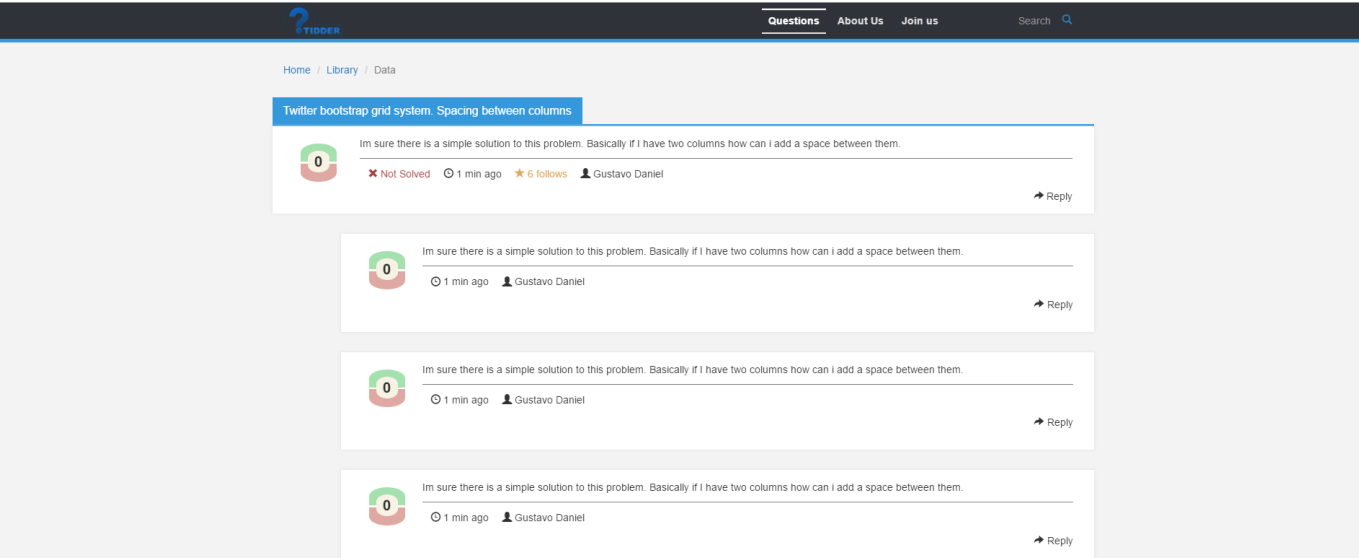 ?TIDDER
Questions About Us Join us Search
Home / Library / Data
Twitter bootstrap grid system. Spacing between columns
Im sure there is a simple solution to this problem. Basically if I have two columns how can i add a space between them.
0
Not Solved 1 min ago 6 follows Gustavo Daniel
Reply
Im sure there is a simple solution to this problem. Basically if I have two columns how can i add a space between them.
0
1 min ago Gustavo Daniel
Reply
Im sure there is a simple solution to this problem. Basically if I have two columns how can i add a space between them.
0
1 min ago Gustavo Daniel
Reply
Im sure there is a simple solution to this problem. Basically if I have two columns how can i add a space between them.
0
1 min ago Gustavo Daniel
Reply